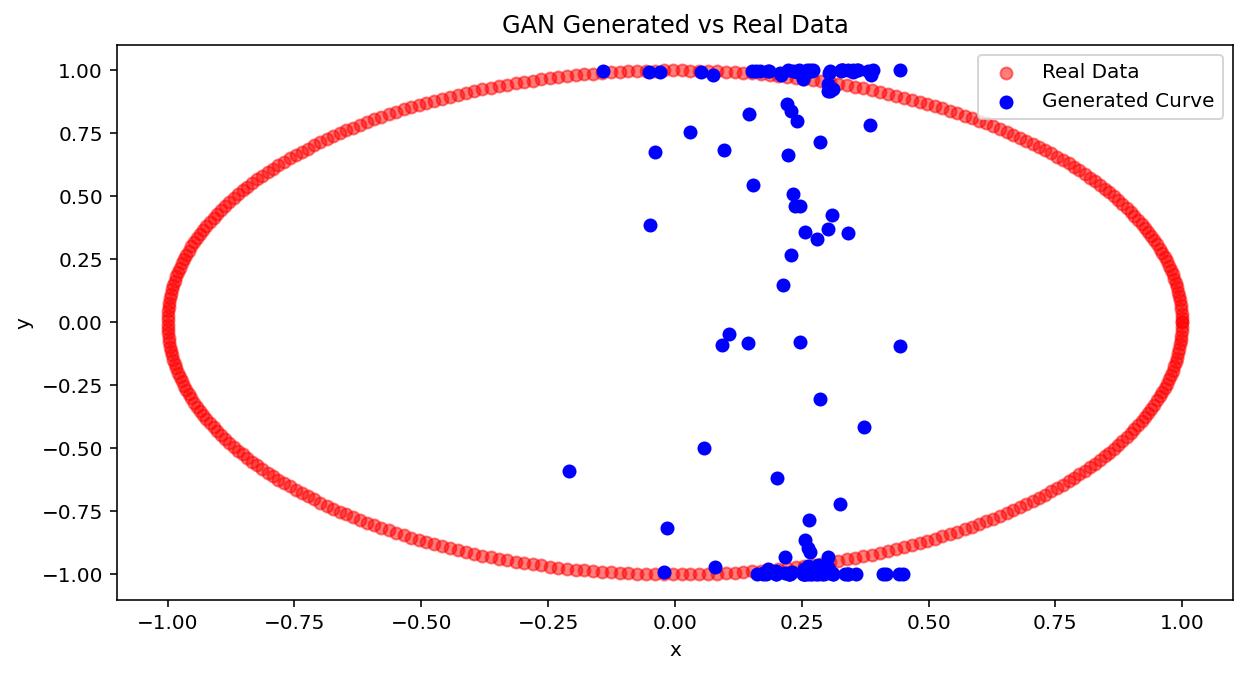 GAN Generated vs Real Data
Real Data
Generated Curve
y
1.00
0.75
0.50
0.25
0.00
−0.25
−0.50
−0.75
−1.00
−1.00 −0.75 −0.50 −0.25 0.00 0.25 0.50 0.75 1.00
x